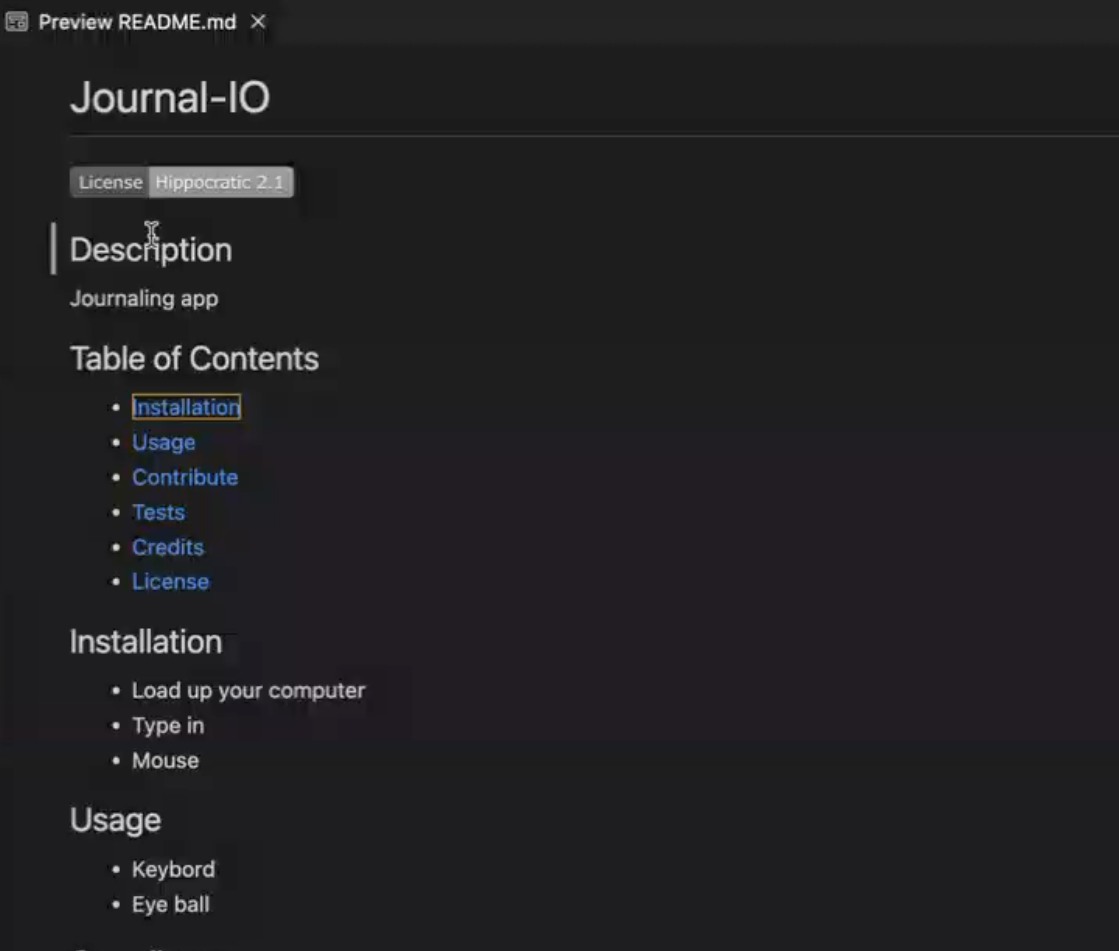 Preview README.md
Journal-IO
License Hippocratic 2.1
Description
Journaling app
Table of Contents
Installation
Usage
Contribute
Tests
Credits
License
Installation
Load up your computer
Type in
Mouse
Usage
Keybord
Eye ball